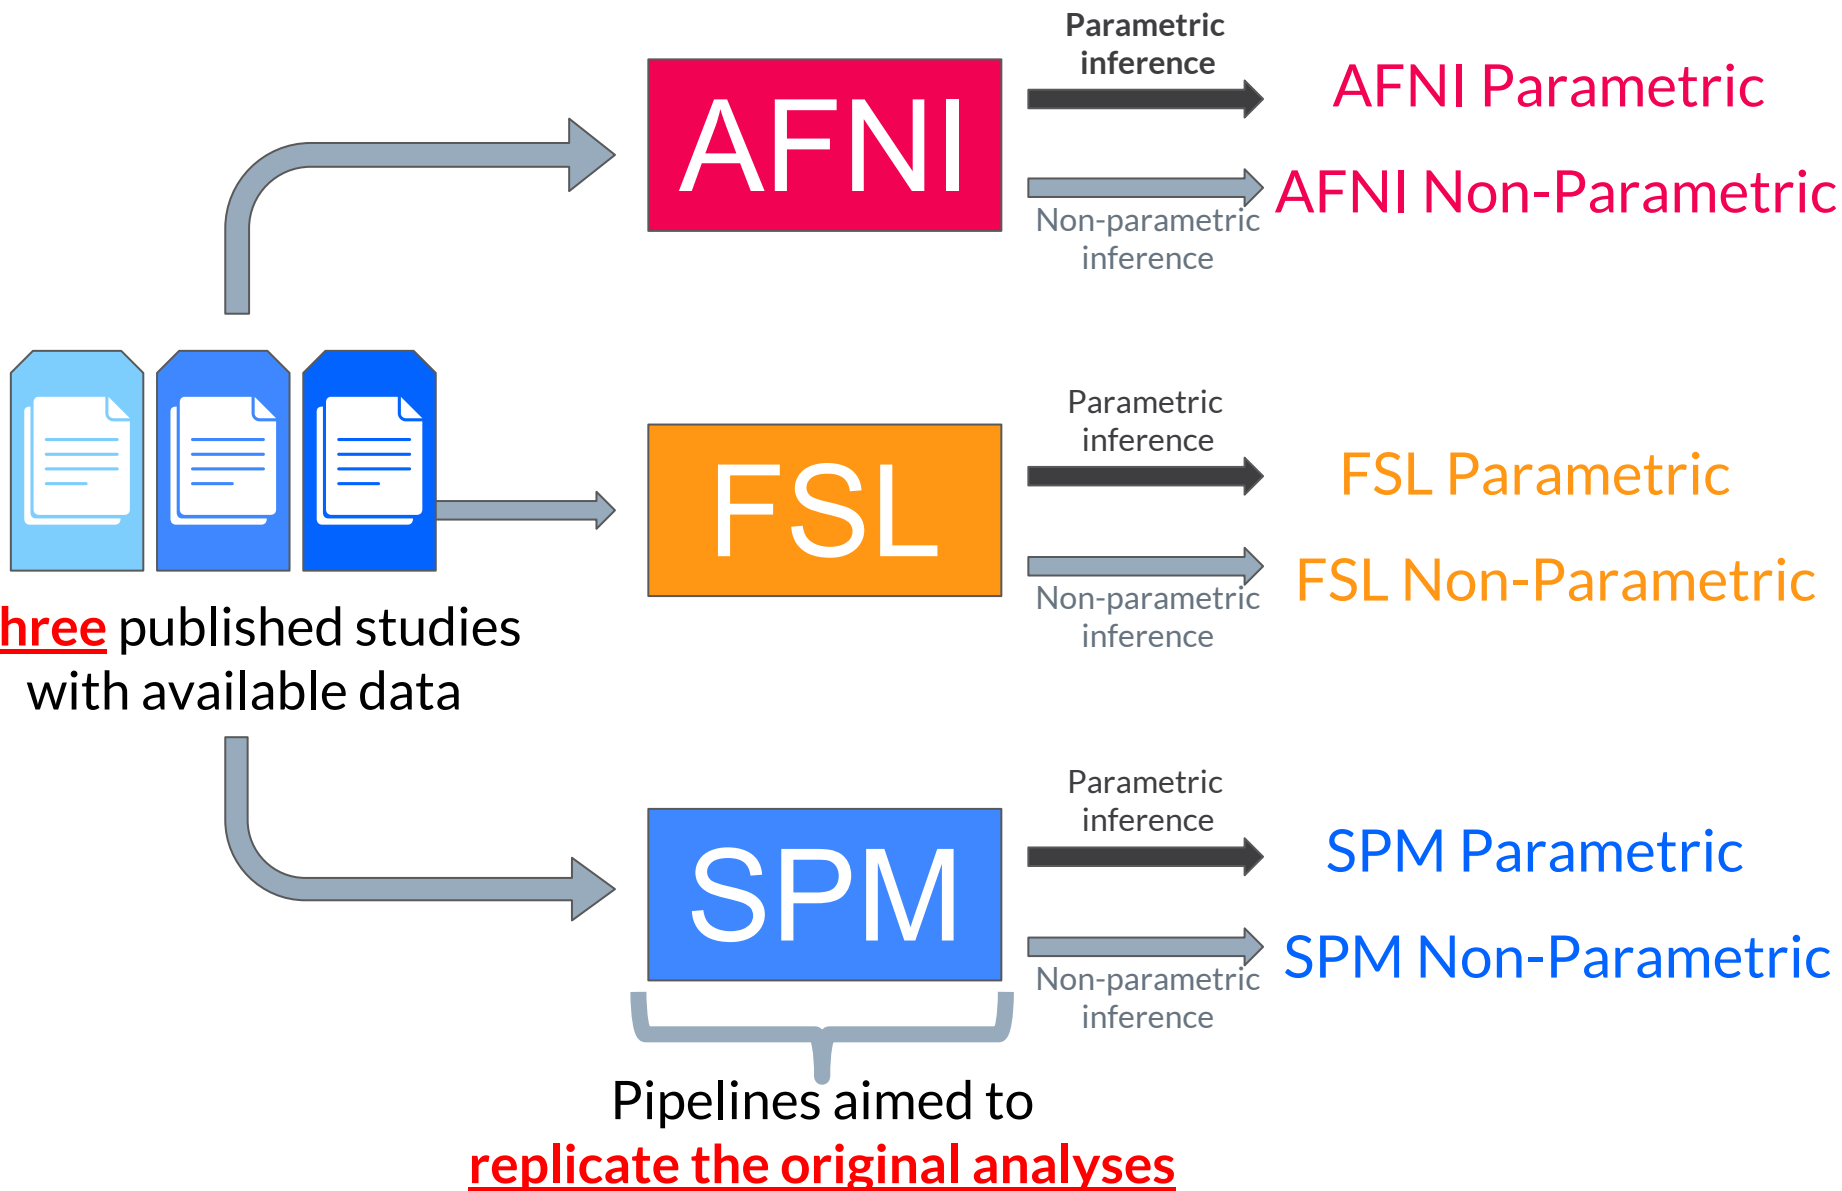 Parametric
inference
AFNI
AFNI Parametric
AFNI Non-Parametric
Non-parametric
inference
hree published studies
with available data
Parametric
inference
FSL
FSL Parametric
FSL Non-Parametric
Non-parametric
inference
Parametric
inference
SPM
SPM Parametric
SPM Non-Parametric
Non-parametric
inference
Pipelines aimed to
replicate the original analyses